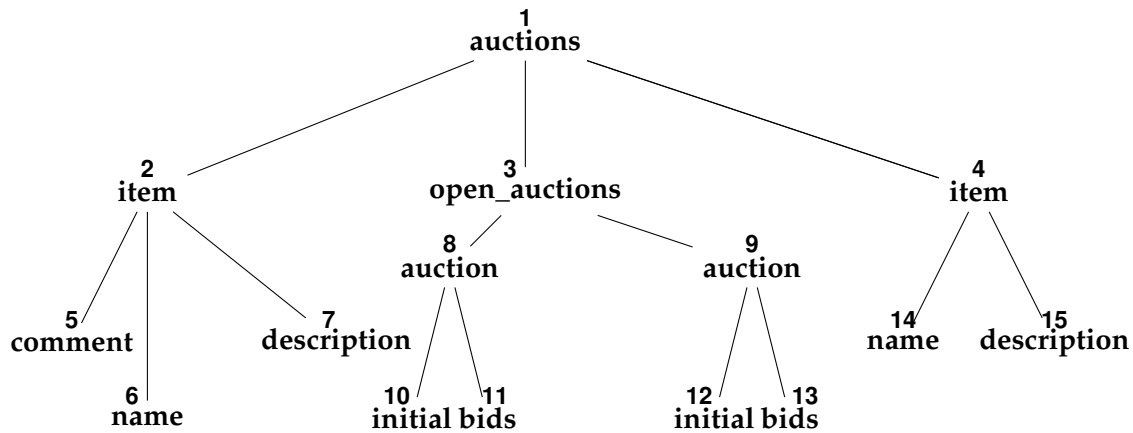 1
auctions
2
item
3
open_auctions
4
item
8
auction
9
auction
5
comment
7
description
14
name
15
description
6
name
10 11
initial bids
12 13
initial bids